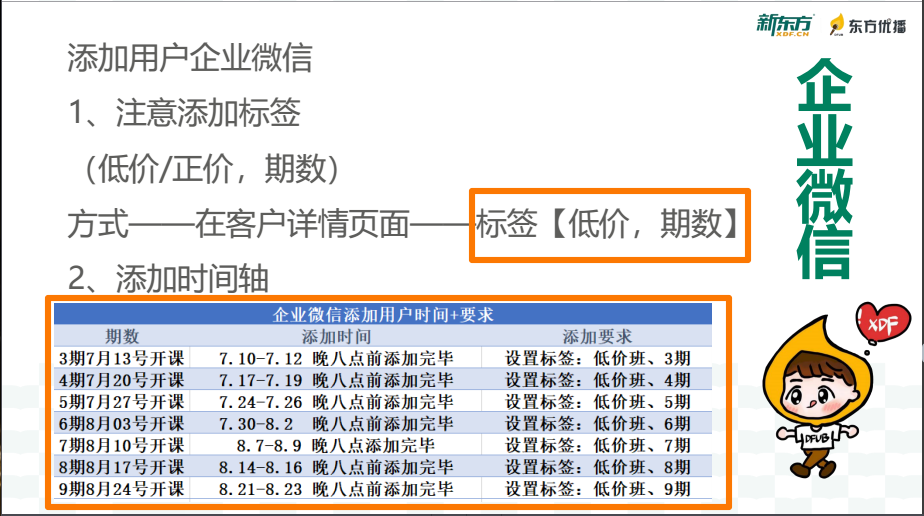 新东方
XDF.CN
东方优播
企业微信
添加用户企业微信
1、注意添加标签
（低价/正价，期数）
方式——在客户详情页面——标签【低价，期数】
2、添加时间轴
企业微信添加用户时间+要求
期数 添加时间 添加要求
3期7月13号开课 7.10-7.12 晚八点前添加完毕 设置标签：低价班、3期
4期7月20号开课 7.17-7.19 晚八点前添加完毕 设置标签：低价班、4期
5期7月27号开课 7.24-7.26 晚八点前添加完毕 设置标签：低价班、5期
6期8月03号开课 7.30-8.2 晚八点前添加完毕 设置标签：低价班、6期
7期8月10号开课 8.7-8.9 晚八点添加完毕 设置标签：低价班、7期
8期8月17号开课 8.14-8.16 晚八点前添加完毕 设置标签：低价班、8期
9期8月24号开课 8.21-8.23 晚八点前添加完毕 设置标签：低价班、9期
XDF
DFUB